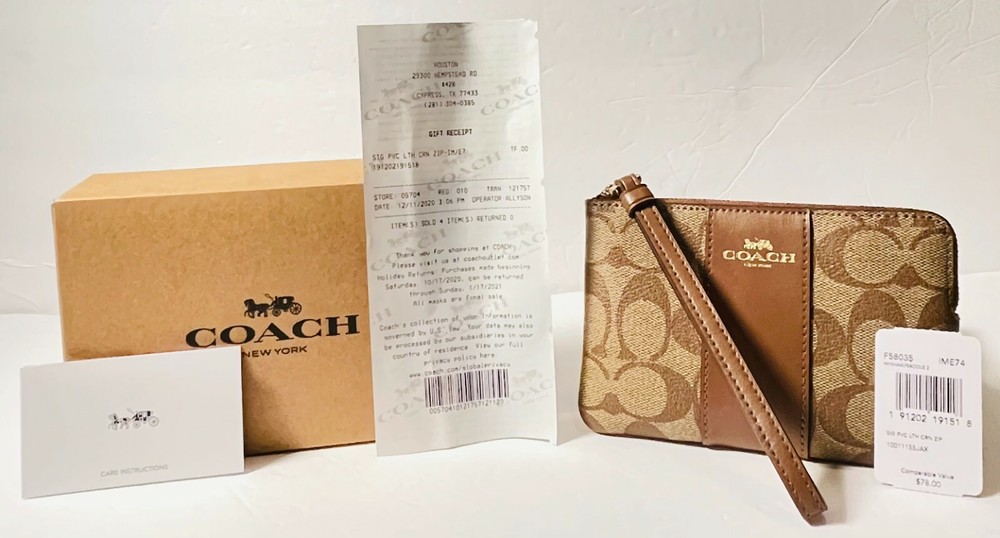 COACH
NEW YORK
CARE INSTRUCTIONS
HOUSTON
29300 HEMPSTEAD RD
#428
CYPRESS, TX 77433
(281) 304-0385
GIFT RECEIPT
SIG PVC LTH CRN ZIP-IM/E7 TF.00
191202191518
STORE: 05704 REG: 010 TRAN: 121757
DATE: 12/11/2020 3:06 PM OPERATOR:ALLYSON
ITEM(S) SOLD 4 ITEM(S) RETURNED 0
Thank you for shopping at COACH.
Please visit us at coachoutlet.com
Holiday Returns: Purchases made beginning
Saturday, 10/17/2020, can be returned
through Sunday, 1/17/2021
All masks are final sale
Coach's collection of your information is
governed by U.S. law. Your data may also
be processed by our subsidiaries in your
country of residence. View our full
privacy policy here:
www.coach.com/globalprivacy
COACH
F58035 IME74
1 91202 19151 8
SIG PVC LTH CRN ZIP
Comparable Value
$78.00